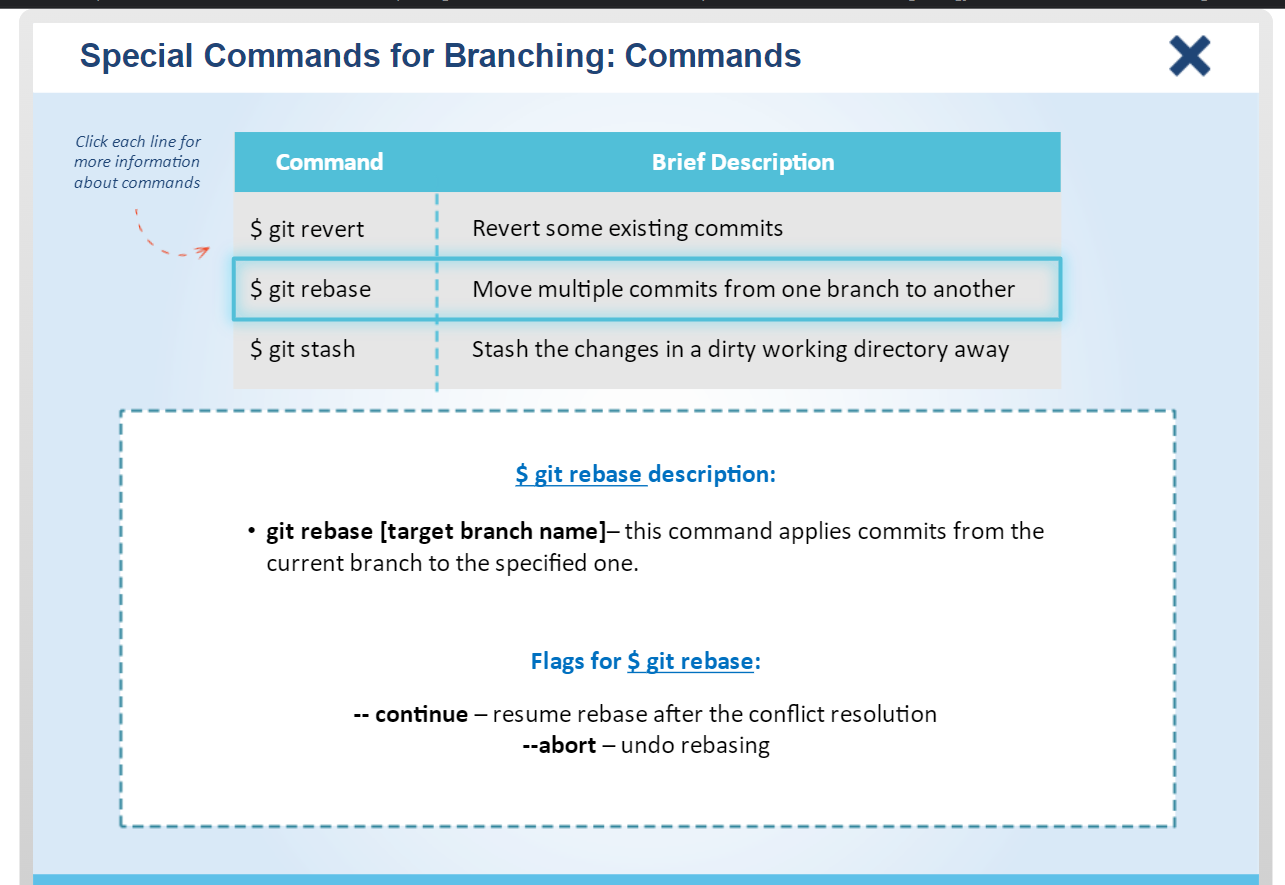 Special Commands for Branching: Commands
Click each line for
more information
about commands
Command Brief Description
$ git revert Revert some existing commits
$ git rebase Move multiple commits from one branch to another
$ git stash Stash the changes in a dirty working directory away
$ git rebase description:
• git rebase [target branch name]– this command applies commits from the
current branch to the specified one.
Flags for $ git rebase:
-- continue – resume rebase after the conflict resolution
--abort – undo rebasing